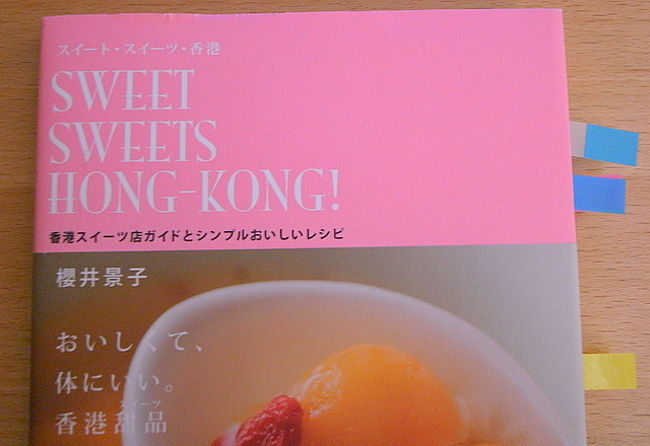 スイート・スイーツ・香港
SWEET
SWEETS
HONG-KONG!
香港スイーツ店ガイドとシンプルおいしいレシピ
櫻井景子
おいしくて、
体にいい。
スイーツ
香港甜品